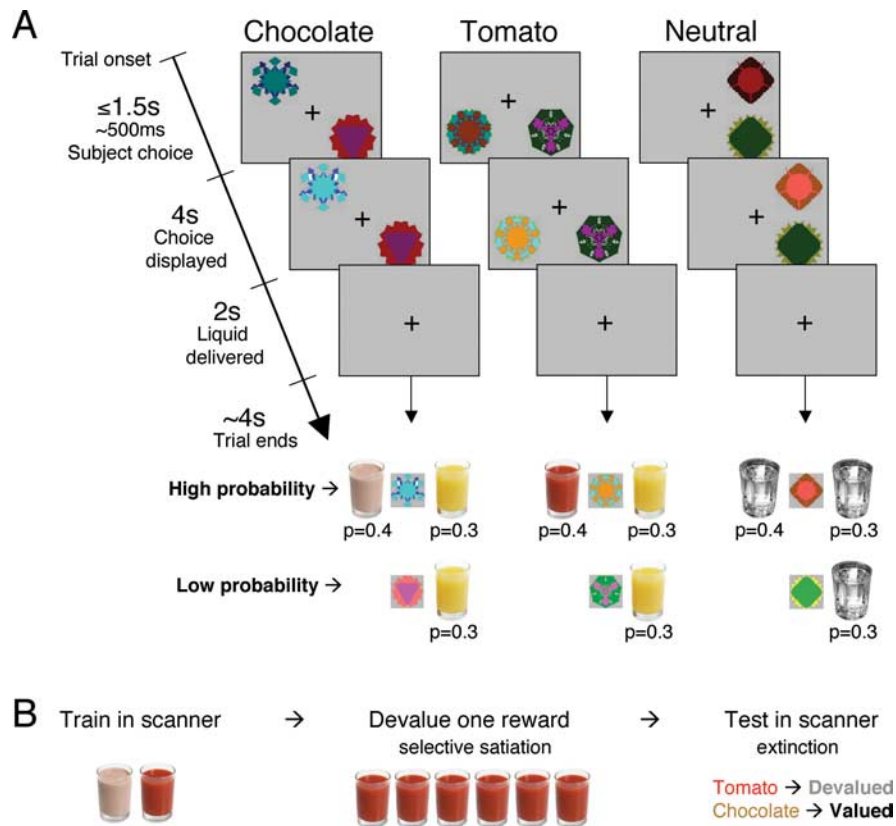 A
Chocolate Tomato Neutral
Trial onset
≤1.5s
~500ms
Subject choice
4s
Choice
displayed
2s
Liquid
delivered
~4s
Trial ends
High probability →
p=0.4 p=0.3 p=0.4 p=0.3 p=0.4 p=0.3
Low probability →
p=0.3 p=0.3 p=0.3
B
Train in scanner → Devalue one reward → Test in scanner
selective satiation extinction
Tomato → Devalued
Chocolate → Valued